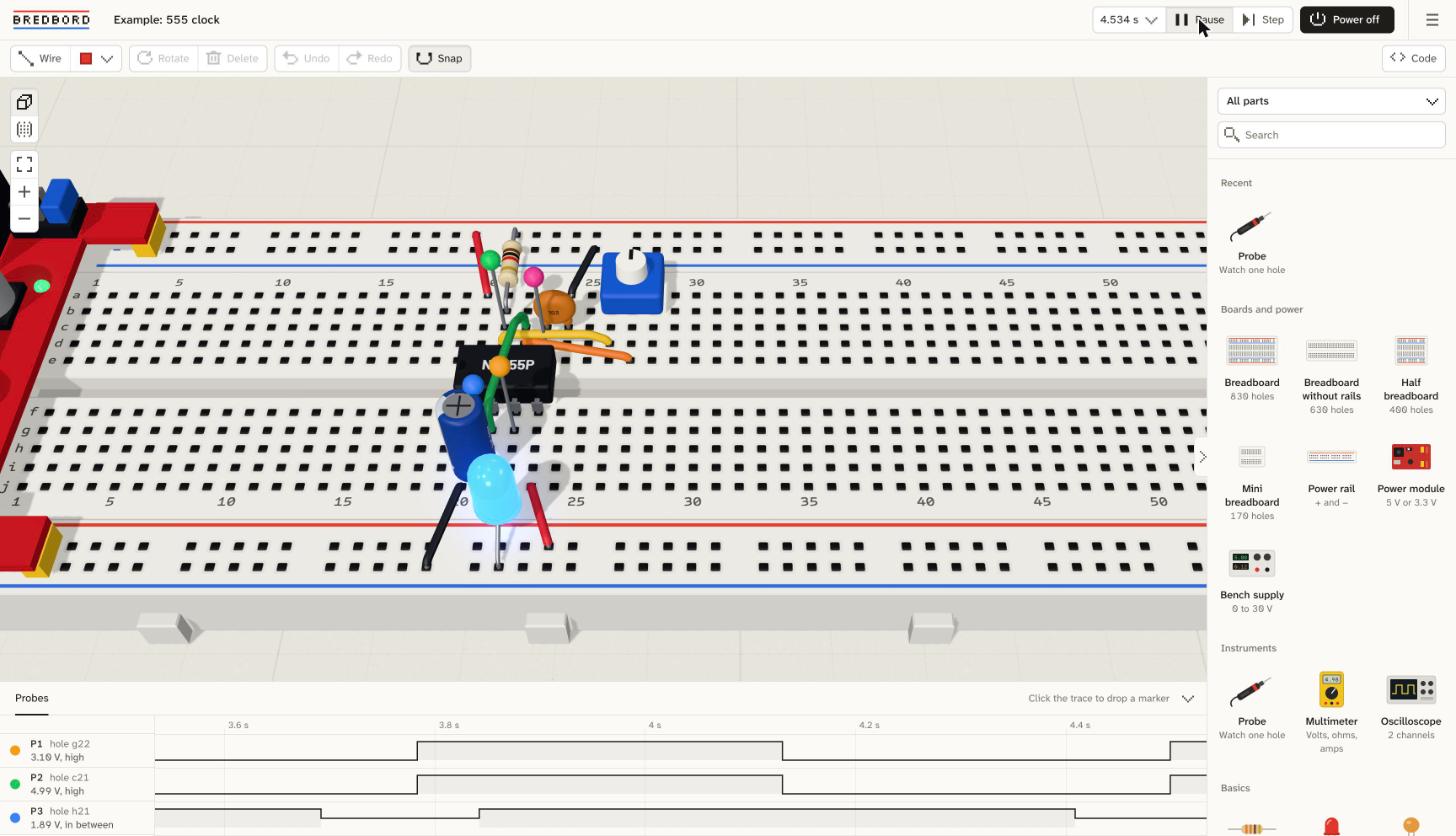 BREDBORD
Example: 555 clock
4.534 s
Pause
Step
Power off
Wire
Rotate
Delete
Undo
Redo
Snap
Code
All parts
Search
Recent
Probe
Watch one hole
Boards and power
Breadboard
830 holes
Breadboard
without rails
630 holes
Half
breadboard
400 holes
Mini
breadboard
170 holes
Power rail
+ and −
Power module
5 V or 3.3 V
Bench supply
0 to 30 V
Instruments
Probe
Watch one hole
Multimeter
Volts, ohms,
amps
Oscilloscope
2 channels
Basics
1 5 10 15 25 30 35 40 45 50
a
b
c
d
e
f
g
h
i
j
1 5 10 15 25 30 35 40 45 50
Probes
Click the trace to drop a marker
3.6 s 3.8 s 4 s 4.2 s 4.4 s
P1 hole g22
3.10 V, high
P2 hole c21
4.99 V, high
P3 hole h21
1.89 V, in between